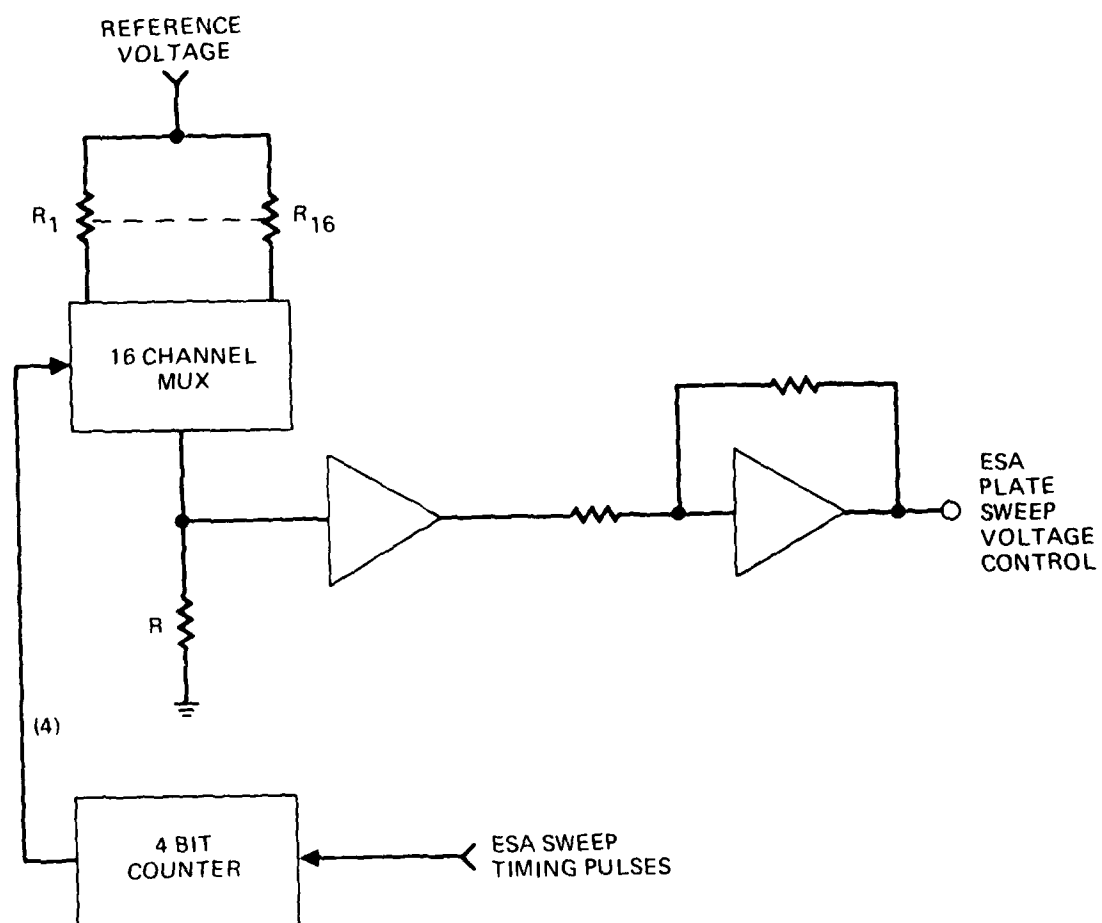 REFERENCE
VOLTAGE
R1
R16
16 CHANNEL
MUX
ESA
PLATE
SWEEP
VOLTAGE
CONTROL
R
(4)
4 BIT
COUNTER
ESA SWEEP
TIMING PULSES